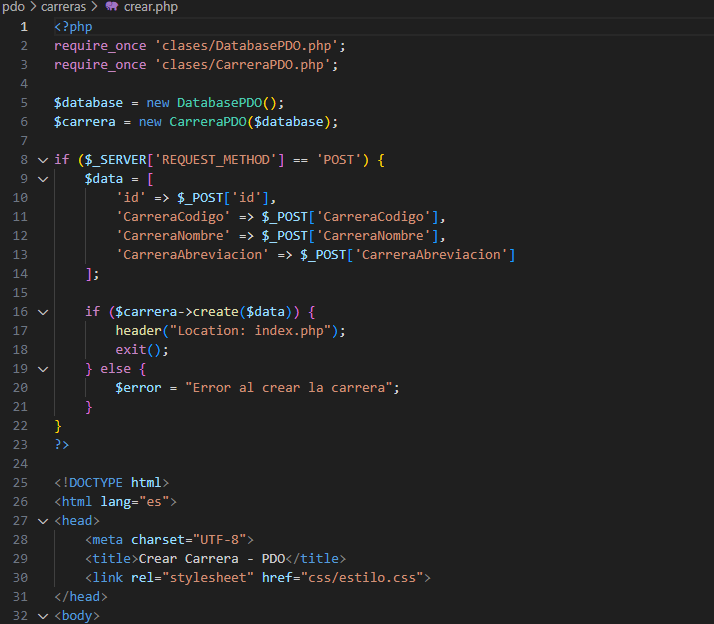 pdo > carreras > crear.php
1 <?php
2 require_once 'clases/DatabasePDO.php';
3 require_once 'clases/CarreraPDO.php';
4
5 $database = new DatabasePDO();
6 $carrera = new CarreraPDO($database);
7
8 if ($_SERVER['REQUEST_METHOD'] == 'POST') {
9     $data = [
10         'id' => $_POST['id'],
11         'CarreraCodigo' => $_POST['CarreraCodigo'],
12         'CarreraNombre' => $_POST['CarreraNombre'],
13         'CarreraAbreviacion' => $_POST['CarreraAbreviacion']
14     ];
15
16     if ($carrera->create($data)) {
17         header("Location: index.php");
18         exit();
19     } else {
20         $error = "Error al crear la carrera";
21     }
22 }
23 ?>
24
25 <!DOCTYPE html>
26 <html lang="es">
27 <head>
28     <meta charset="UTF-8">
29     <title>Crear Carrera - PDO</title>
30     <link rel="stylesheet" href="css/estilo.css">
31 </head>
32 <body>